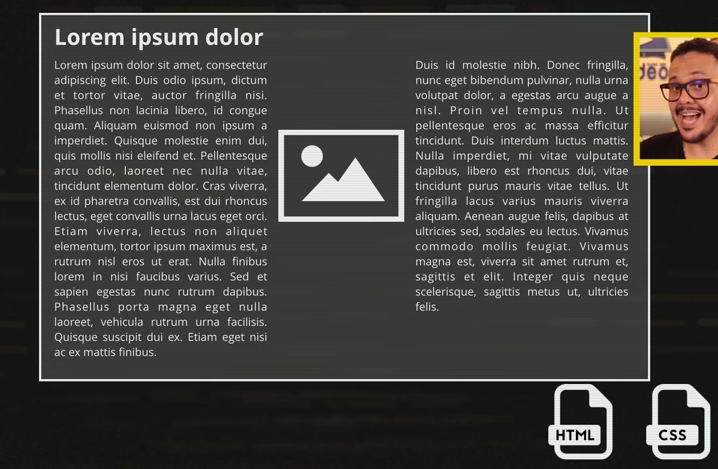 Lorem ipsum dolor
Lorem ipsum dolor sit amet, consectetur
adipiscing elit. Duis odio ipsum, dictum
et tortor vitae, auctor fringilla nisi.
Phasellus non lacinia libero, id congue
quam. Aliquam euismod non ipsum a
imperdiet. Quisque molestie enim dui,
quis mollis nisi eleifend et. Pellentesque
arcu odio, laoreet nec nulla vitae,
tincidunt elementum dolor. Cras viverra,
ex id pharetra convallis, est dui rhoncus
lectus, eget convallis urna lacus eget orci.
Etiam viverra, lectus non aliquet
elementum, tortor ipsum maximus est, a
rutrum nisl eros ut erat. Nulla finibus
lorem in nisi faucibus varius. Sed et
sapien egestas nunc rutrum dapibus.
Phasellus porta magna eget nulla
laoreet, vehicula rutrum urna facilisis.
Quisque suscipit dui ex. Etiam eget nisi
ac ex mattis finibus.
Duis id molestie nibh. Donec fringilla,
nunc eget bibendum pulvinar, nulla urna
volutpat dolor, a egestas arcu augue a
nisl. Proin vel tempus nulla. Ut
pellentesque eros ac massa efficitur
tincidunt. Duis interdum luctus mattis.
Nulla imperdiet, mi vitae vulputate
dapibus, libero est rhoncus dui, vitae
tincidunt purus mauris vitae tellus. Ut
fringilla lacus varius mauris viverra
aliquam. Aenean augue felis, dapibus at
ultricies sed, sodales eu lectus. Vivamus
commodo mollis feugiat. Vivamus
magna est, viverra sit amet rutrum et,
sagittis et elit. Integer quis neque
scelerisque, sagittis metus ut, ultricies
felis.
HTML
CSS